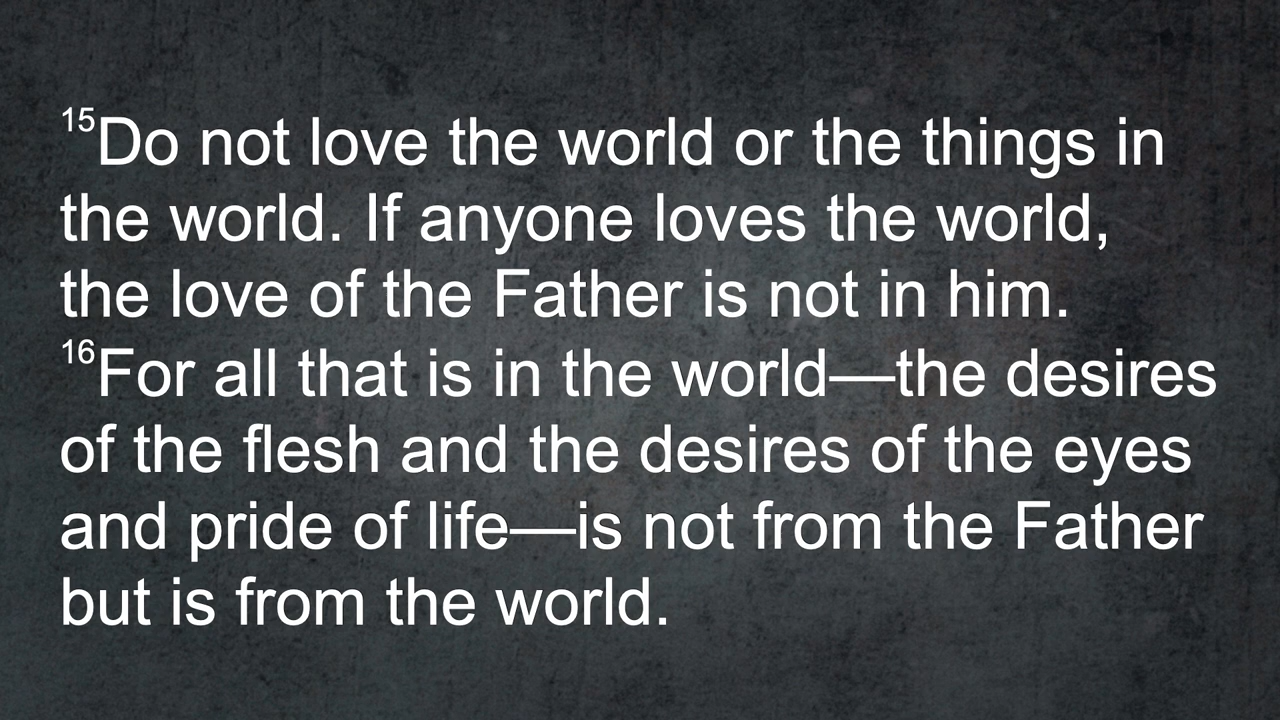 15Do not love the world or the things in
the world. If anyone loves the world,
the love of the Father is not in him.
16For all that is in the world—the desires
of the flesh and the desires of the eyes
and pride of life—is not from the Father
but is from the world.